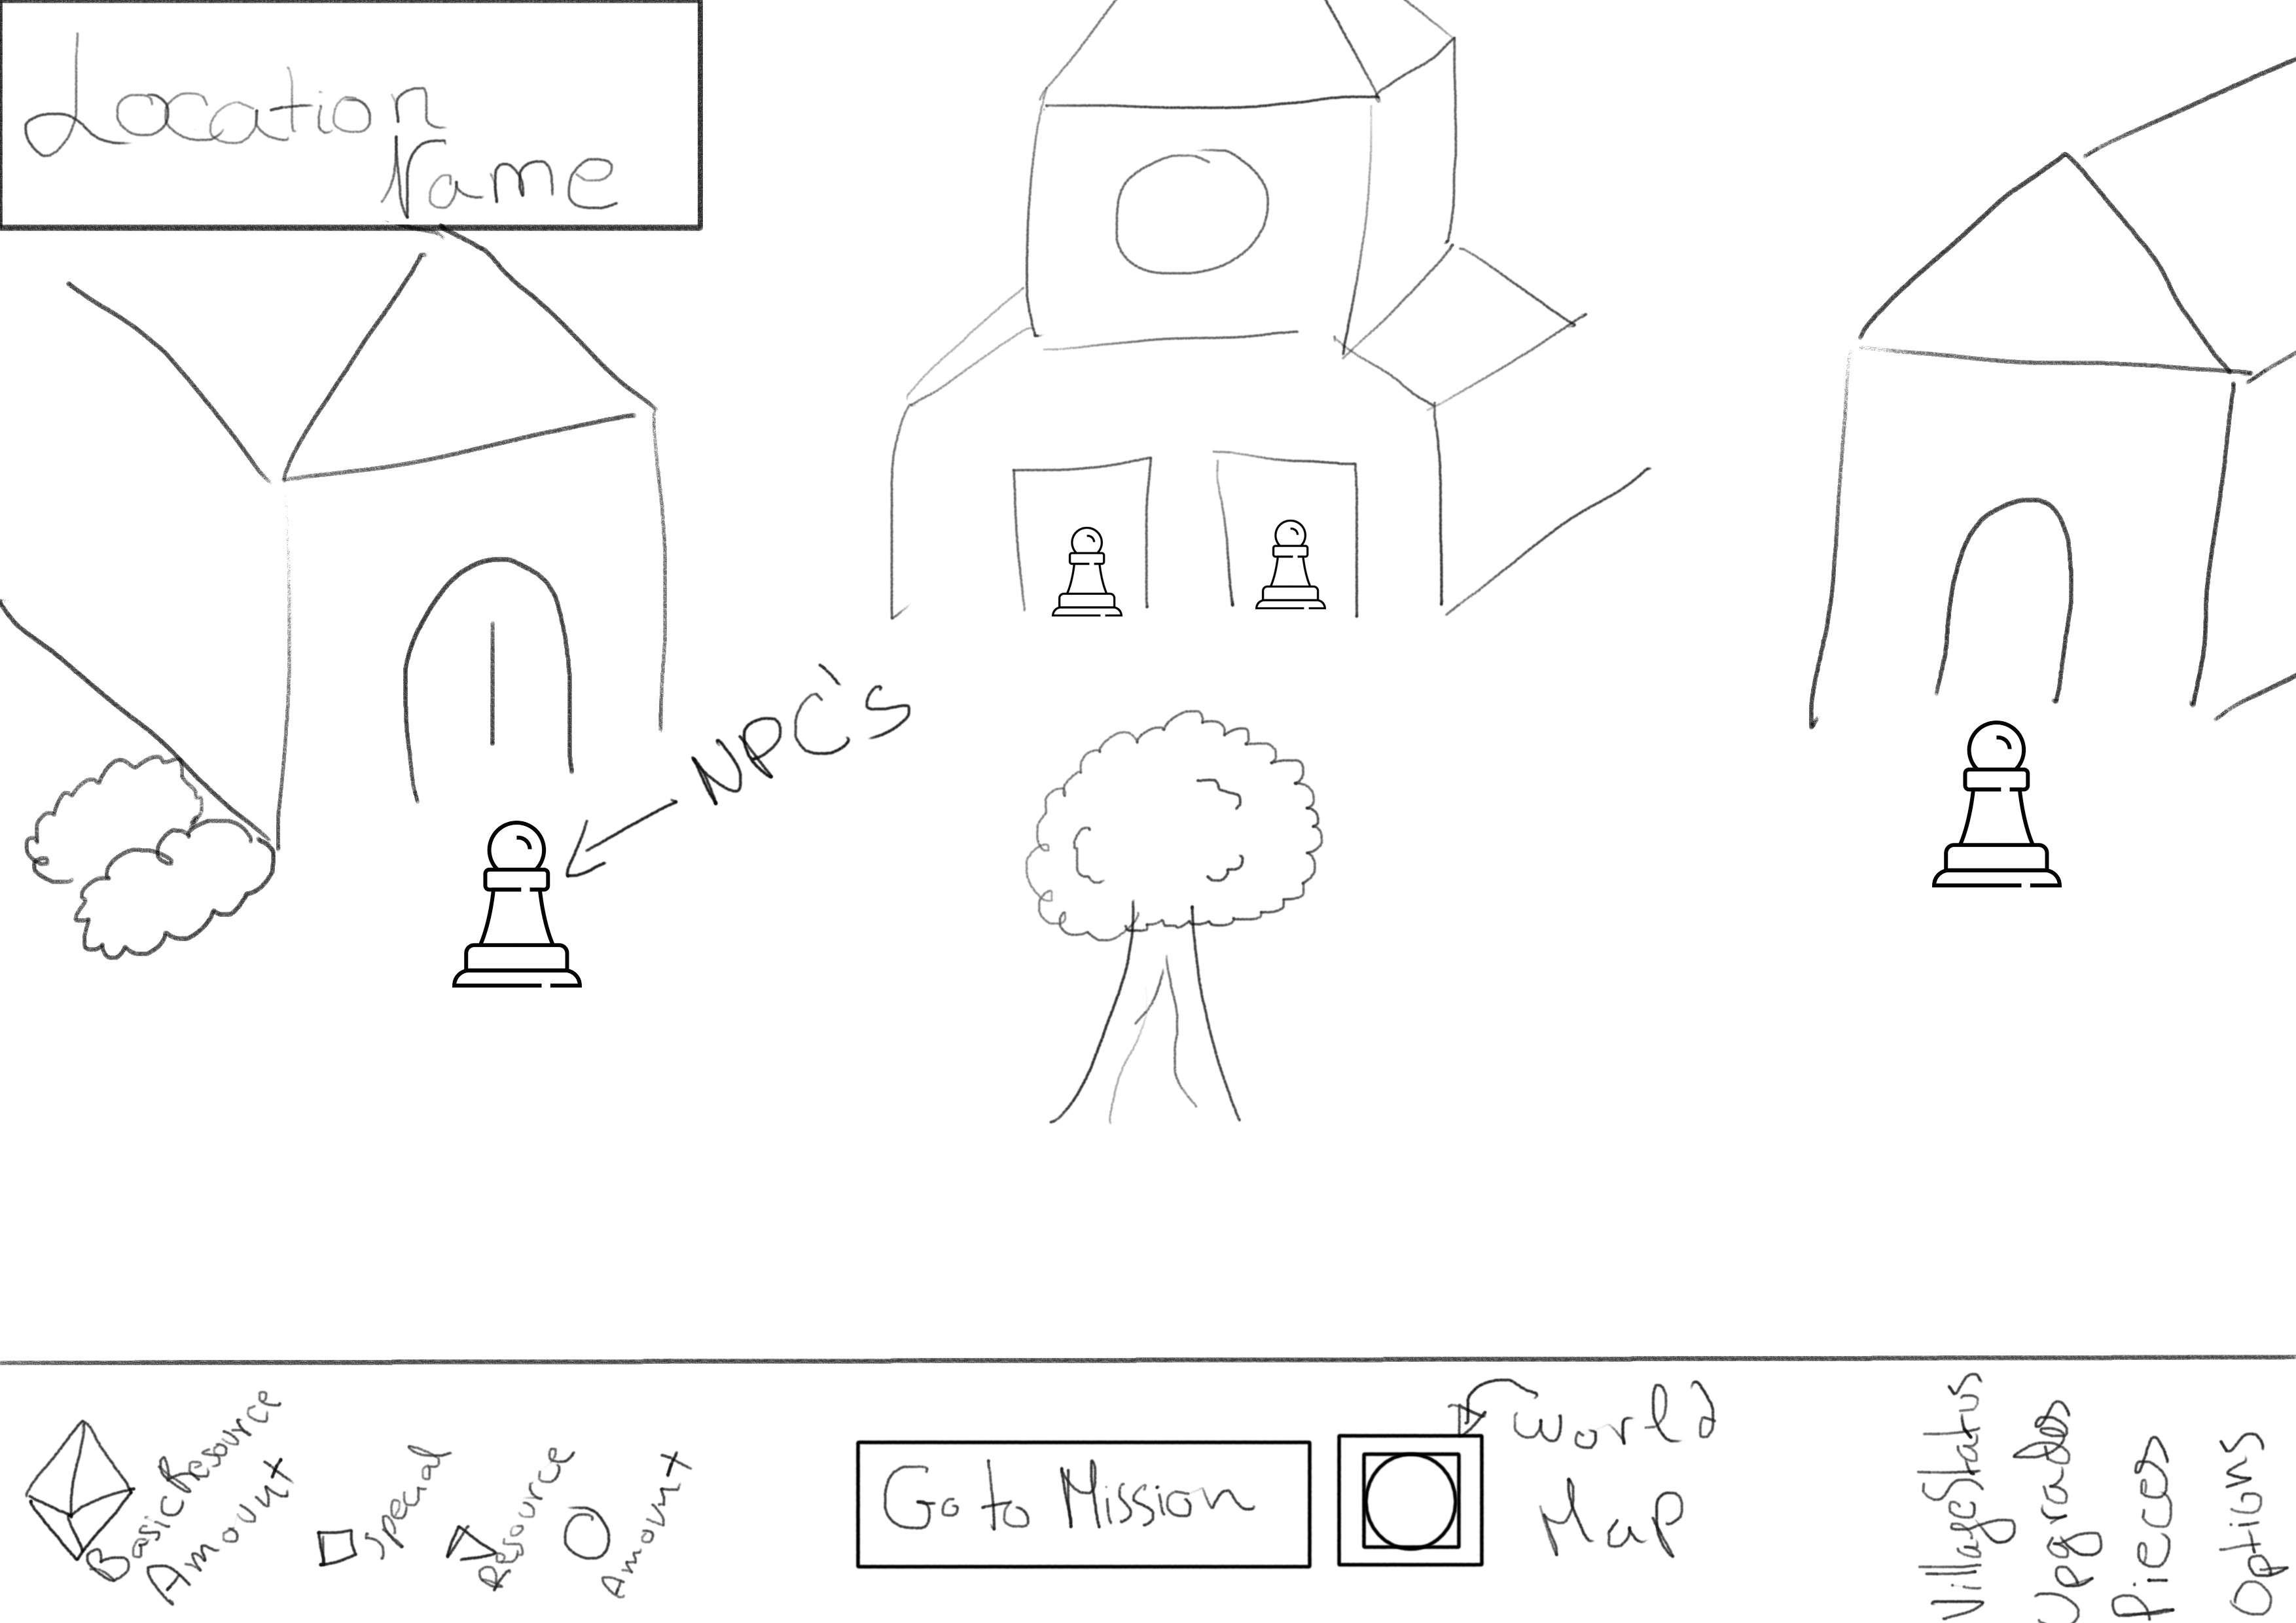 Location
Name
NPC's
Basic Resource
Amount
Special
Resource
Amount
Go to Mission
World
Map
Village Status
Upgrades
Pieces
Options